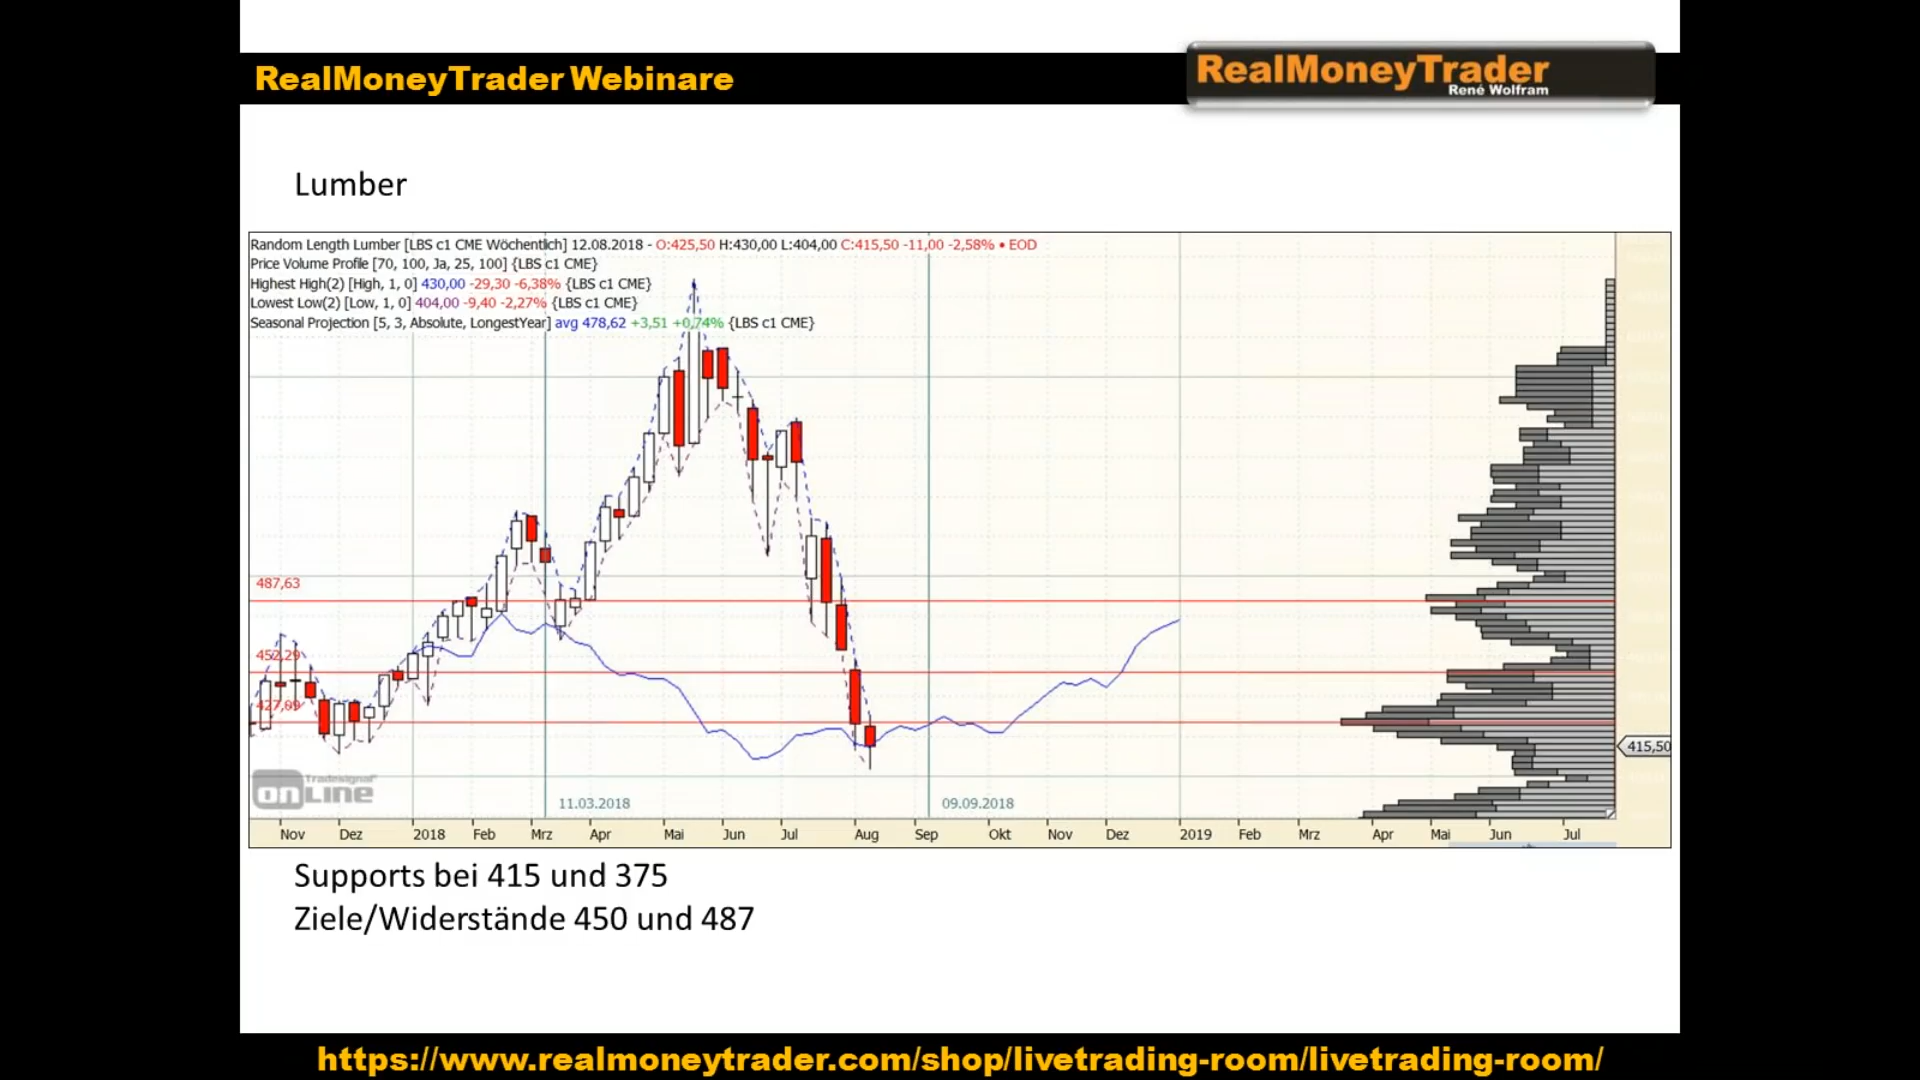 RealMoneyTrader Webinare
RealMoneyTrader
René Wolfram
Lumber
Random Length Lumber [LBS c1 CME Wöchentlich] 12.08.2018 - O:425,50 H:430,00 L:404,00 C:415,50 -11,00 -2,58% • EOD
Price Volume Profile [70, 100, Ja, 25, 100] {LBS c1 CME}
Highest High(2) [High, 1, 0] 430,00 -29,30 -6,38% {LBS c1 CME}
Lowest Low(2) [Low, 1, 0] 404,00 -9,40 -2,27% {LBS c1 CME}
Seasonal Projection [5, 3, Absolute, LongestYear] avg 478,62 +3,51 +0,74% {LBS c1 CME}
487,63
452,29
427,09
415,50
Tradesignal
onLine
11.03.2018 09.09.2018
Nov Dez 2018 Feb Mrz Apr Mai Jun Jul Aug Sep Okt Nov Dez 2019 Feb Mrz Apr Mai Jun Jul
Supports bei 415 und 375
Ziele/Widerstände 450 und 487
https://www.realmoneytrader.com/shop/livetrading-room/livetrading-room/